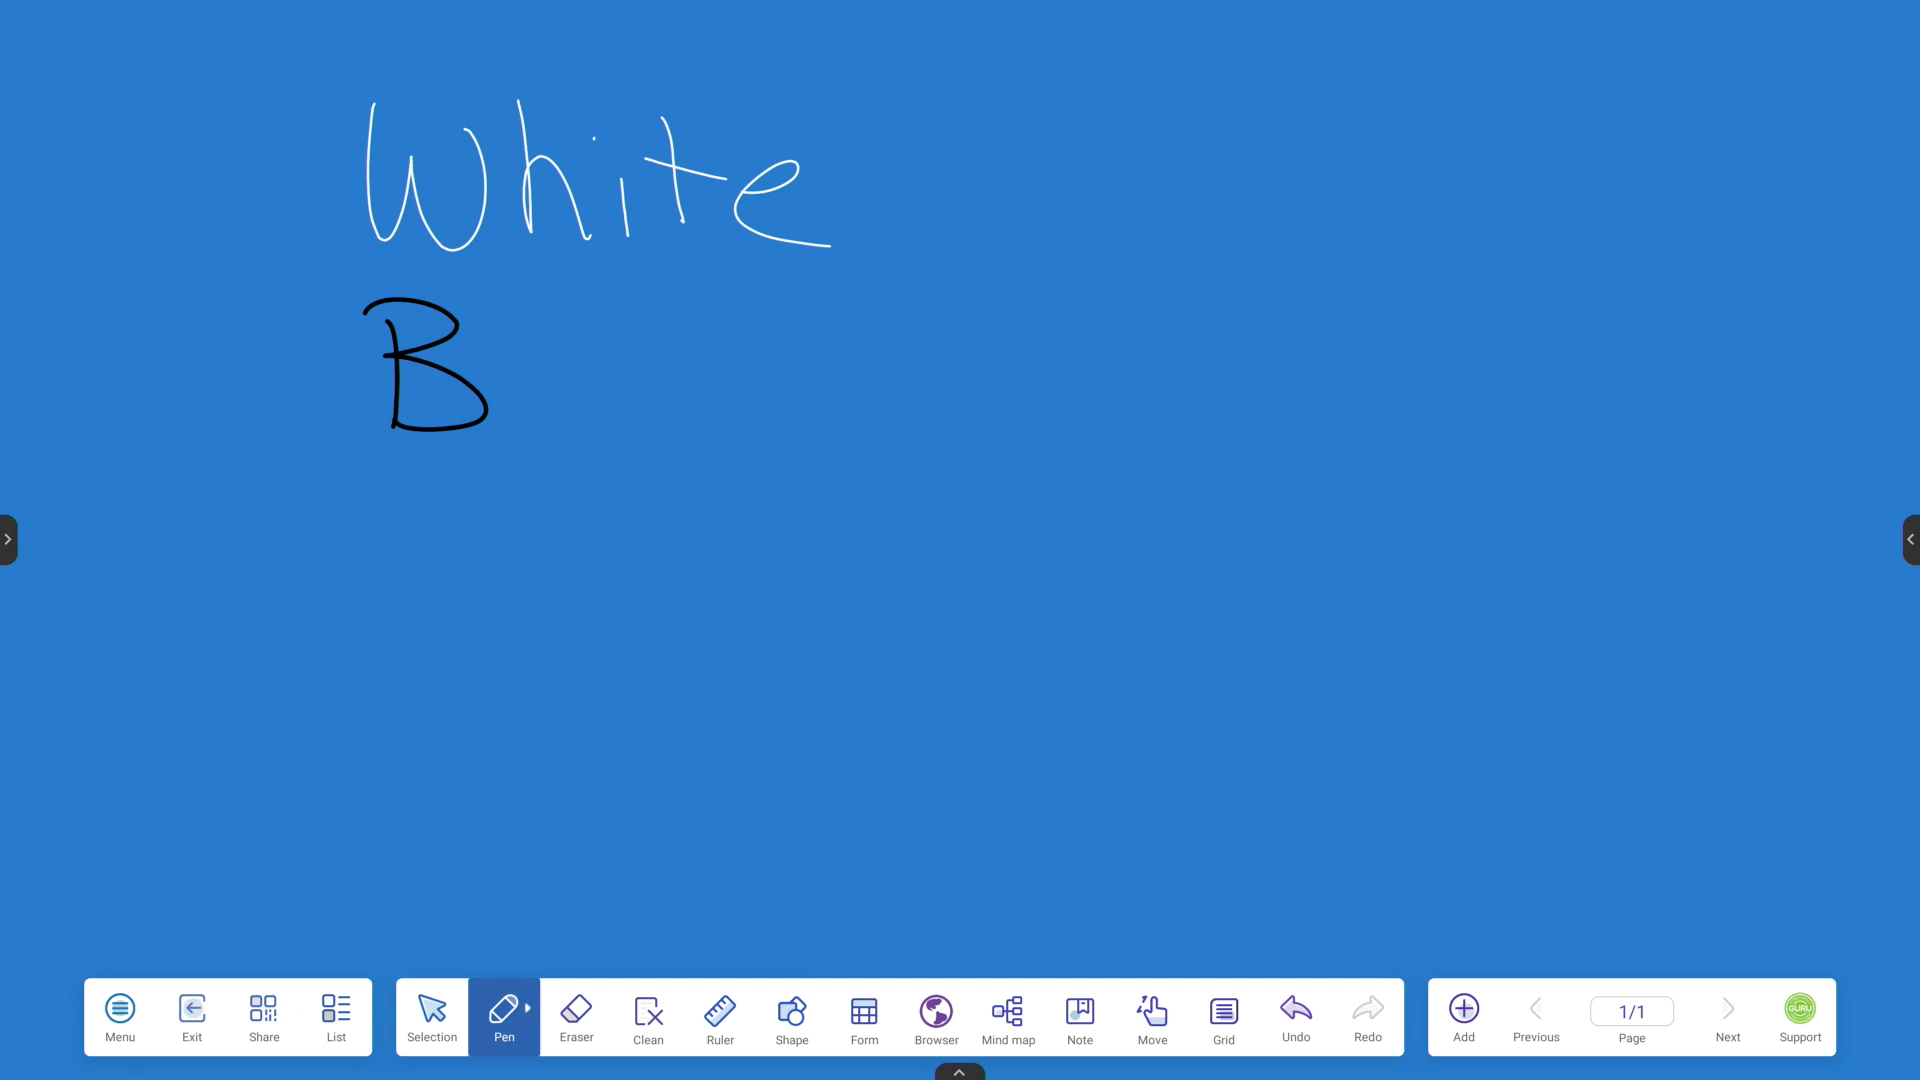 White
B
Menu Exit Share List Selection Pen Eraser Clean Ruler Shape Form Browser Mind map Note Move Grid Undo Redo Add Previous 1/1 Page Next GURU Support